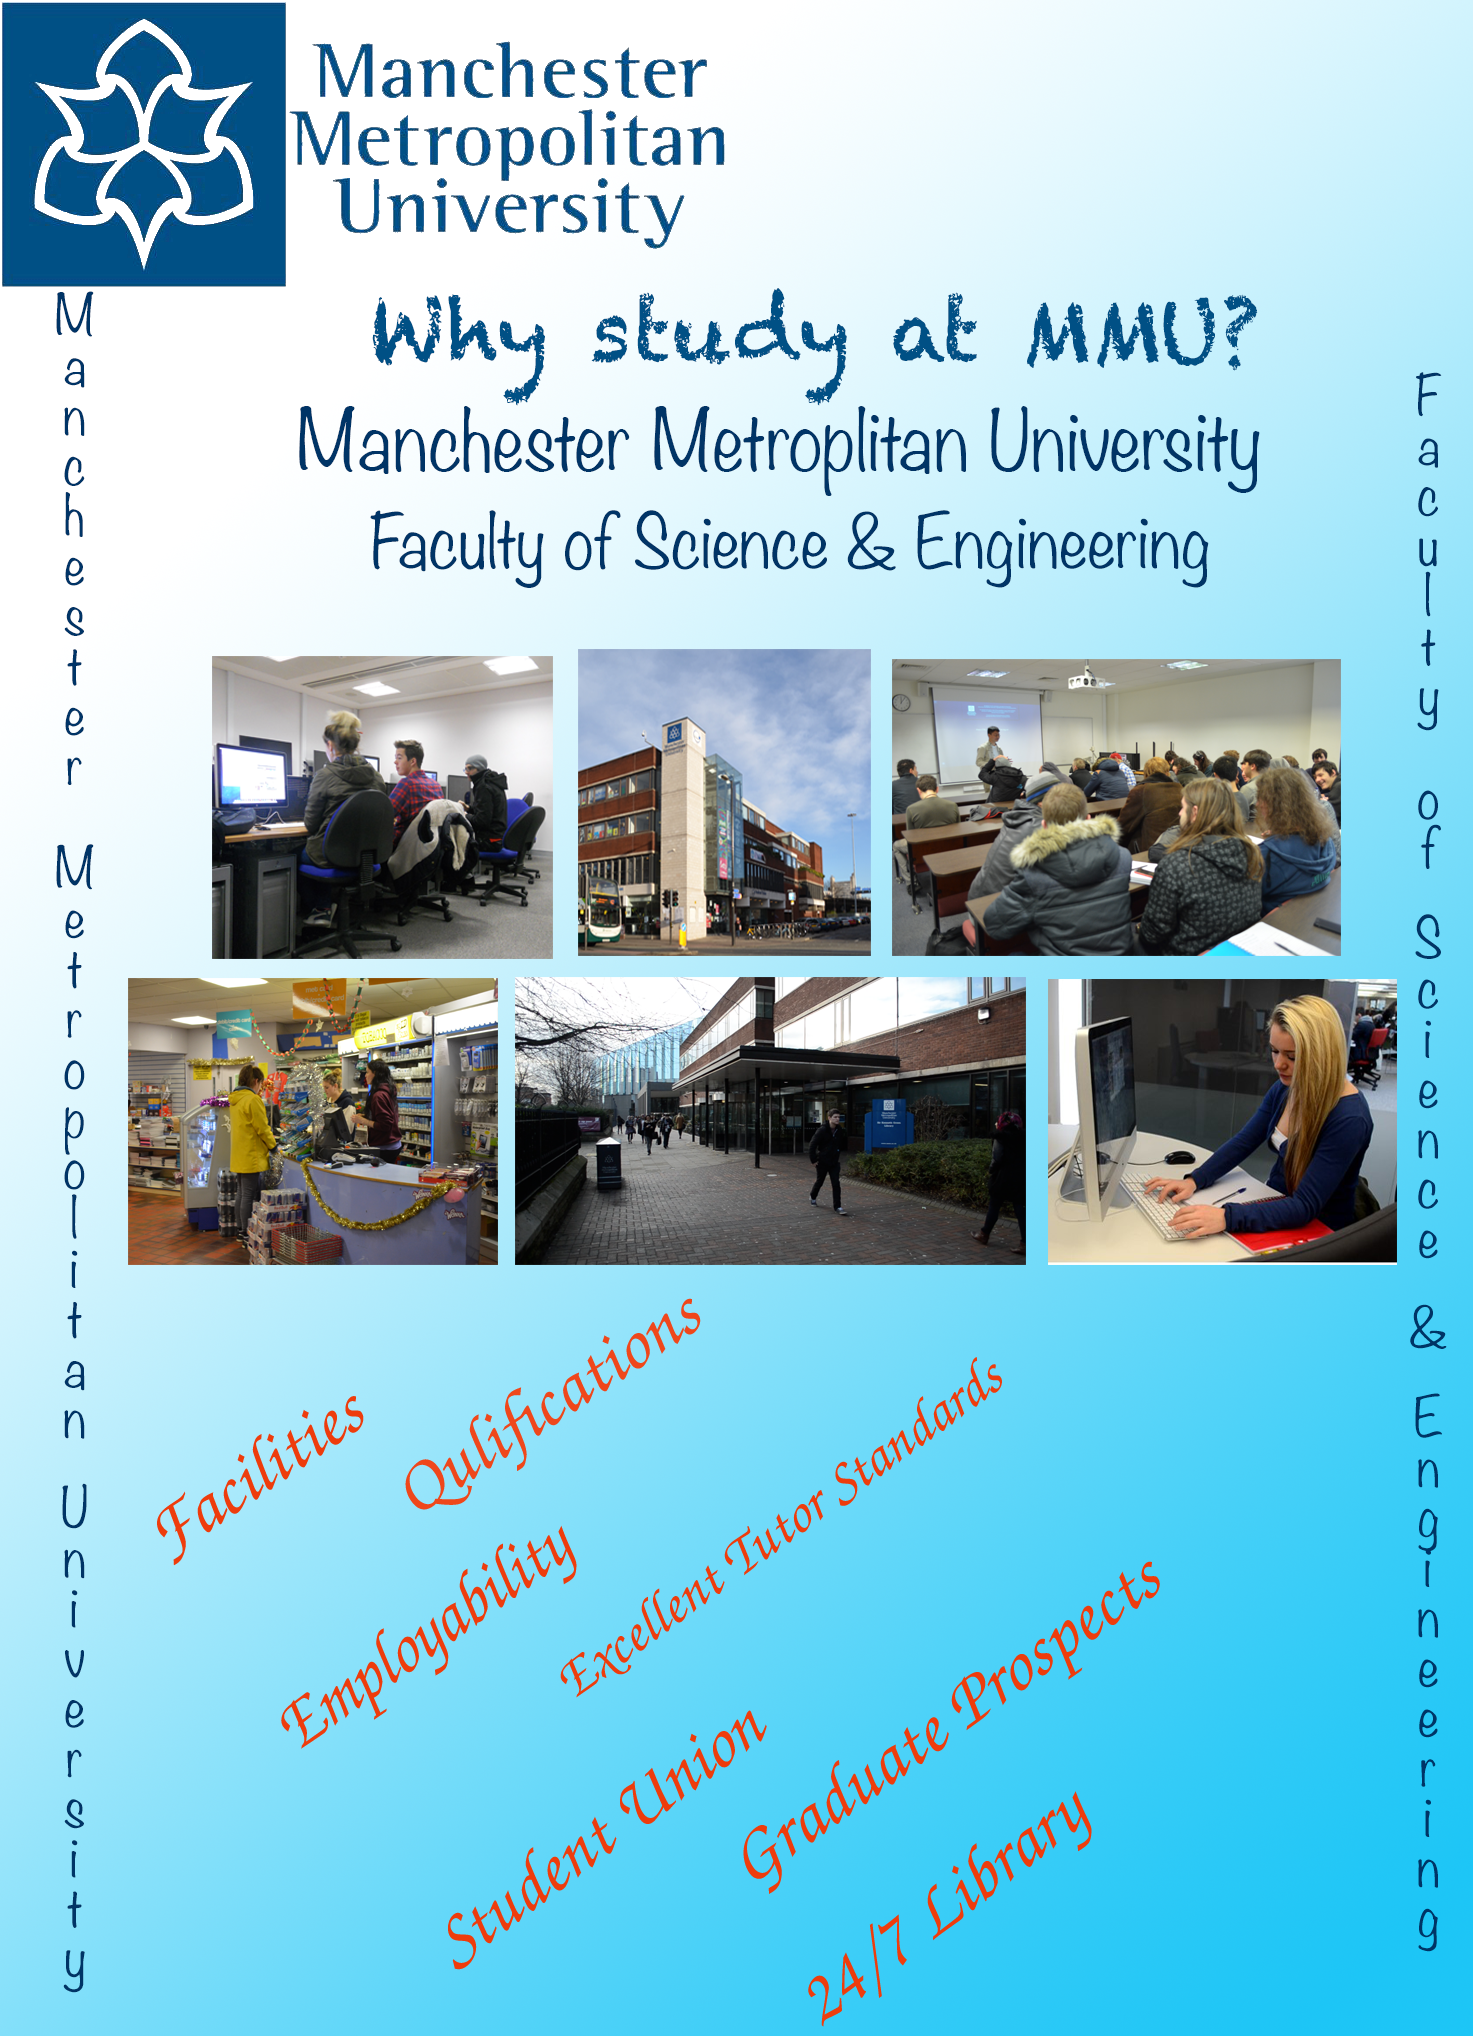 Manchester
Metropolitan
University
Why study at MMU?
Manchester Metroplitan University
Faculty of Science & Engineering
Manchester Metropolitan University
Faculty of Science & Engineering
Facilities
Qulifications
Employability
Excellent Tutor Standards
Student Union
Graduate Prospects
24/7 Library